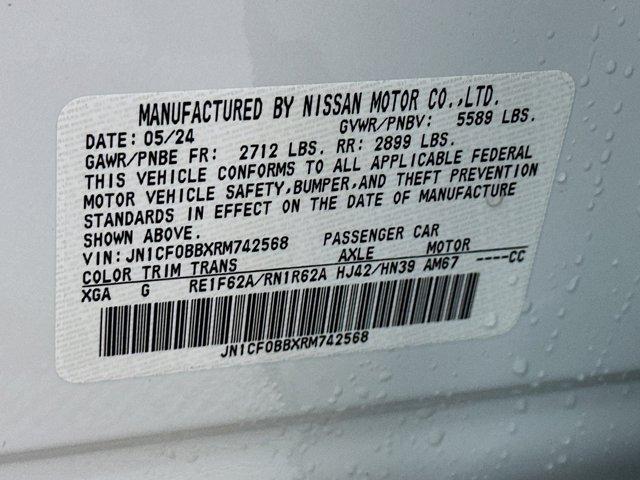 MANUFACTURED BY NISSAN MOTOR CO.,LTD.
DATE: 05/24 GVWR/PNBV: 5589 LBS.
GAWR/PNBE FR: 2712 LBS. RR: 2899 LBS.
THIS VEHICLE CONFORMS TO ALL APPLICABLE FEDERAL
MOTOR VEHICLE SAFETY,BUMPER,AND THEFT PREVENTION
STANDARDS IN EFFECT ON THE DATE OF MANUFACTURE
SHOWN ABOVE.
VIN: JN1CF0BBXRM742568 PASSENGER CAR
COLOR TRIM TRANS AXLE MOTOR
XGA G RE1F62A/RN1R62A HJ42/HN39 AM67 ----CC
JN1CF0BBXRM742568